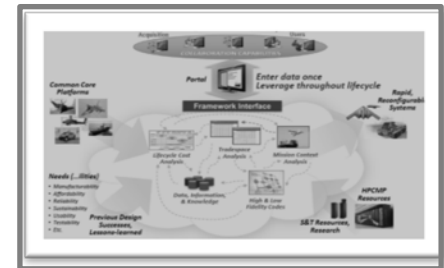 Acquisition
Users
COLLABORATION CAPABILITIES
Portal
Enter data once
Leverage throughout lifecycle
Framework Interface
Common Core
Platforms
Rapid,
Reconfigurable
Systems
Lifecycle Cost
Analysis
Tradespace
Analysis
Mission Context
Analysis
Needs (...ilities)
• Manufacturability
• Affordability
• Reliability
• Sustainability
• Usability
• Testability
• Etc.
Data, Information,
& Knowledge
High & Low
Fidelity Codes
HPCMP
Resources
Previous Design
Successes,
Lessons-learned
S&T Resources,
Research